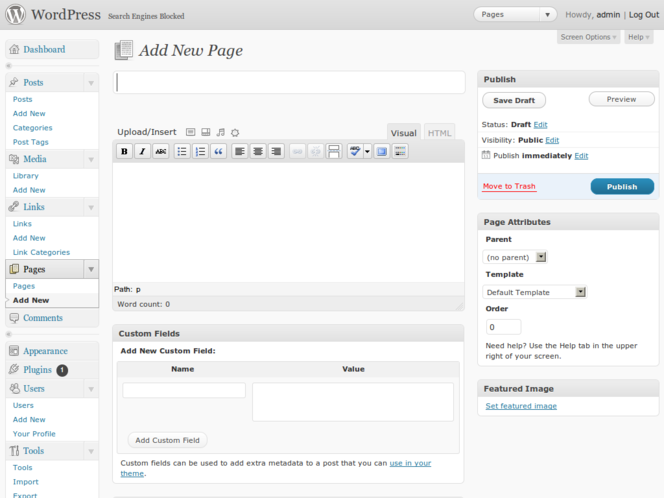 WordPress Search Engines Blocked
Pages
Howdy, admin | Log Out
Screen Options
Help
Dashboard
Posts
Posts
Add New
Categories
Post Tags
Media
Library
Add New
Links
Links
Add New
Link Categories
Pages
Pages
Add New
Comments
Appearance
Plugins 1
Users
Users
Add New
Your Profile
Tools
Tools
Import
Export
Add New Page
Upload/Insert
Visual
HTML
B I ABC
ABC
Path: p
Word count: 0
Custom Fields
Add New Custom Field:
Name Value
Add Custom Field
Custom fields can be used to add extra metadata to a post that you can use in your
theme.
Publish
Save Draft
Preview
Status: Draft Edit
Visibility: Public Edit
Publish immediately Edit
Move to Trash
Publish
Page Attributes
Parent
(no parent)
Template
Default Template
Order
0
Need help? Use the Help tab in the upper
right of your screen.
Featured Image
Set featured image